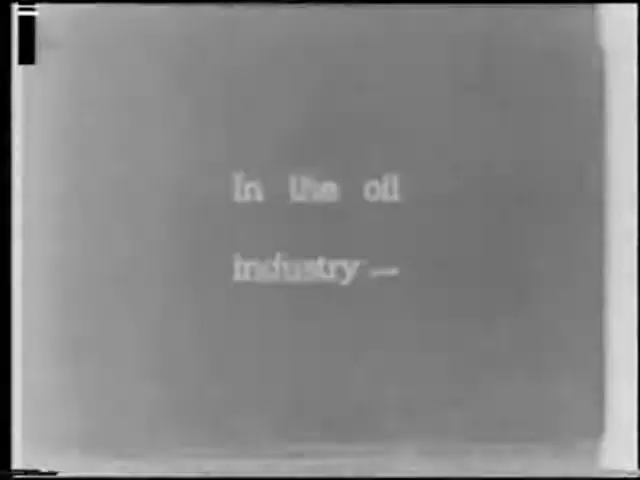 In the oil
industry —